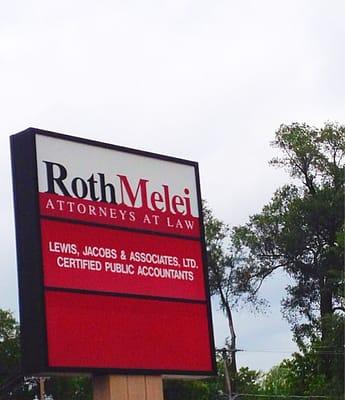 RothMelei
ATTORNEYS AT LAW
LEWIS, JACOBS & ASSOCIATES, LTD.
CERTIFIED PUBLIC ACCOUNTANTS